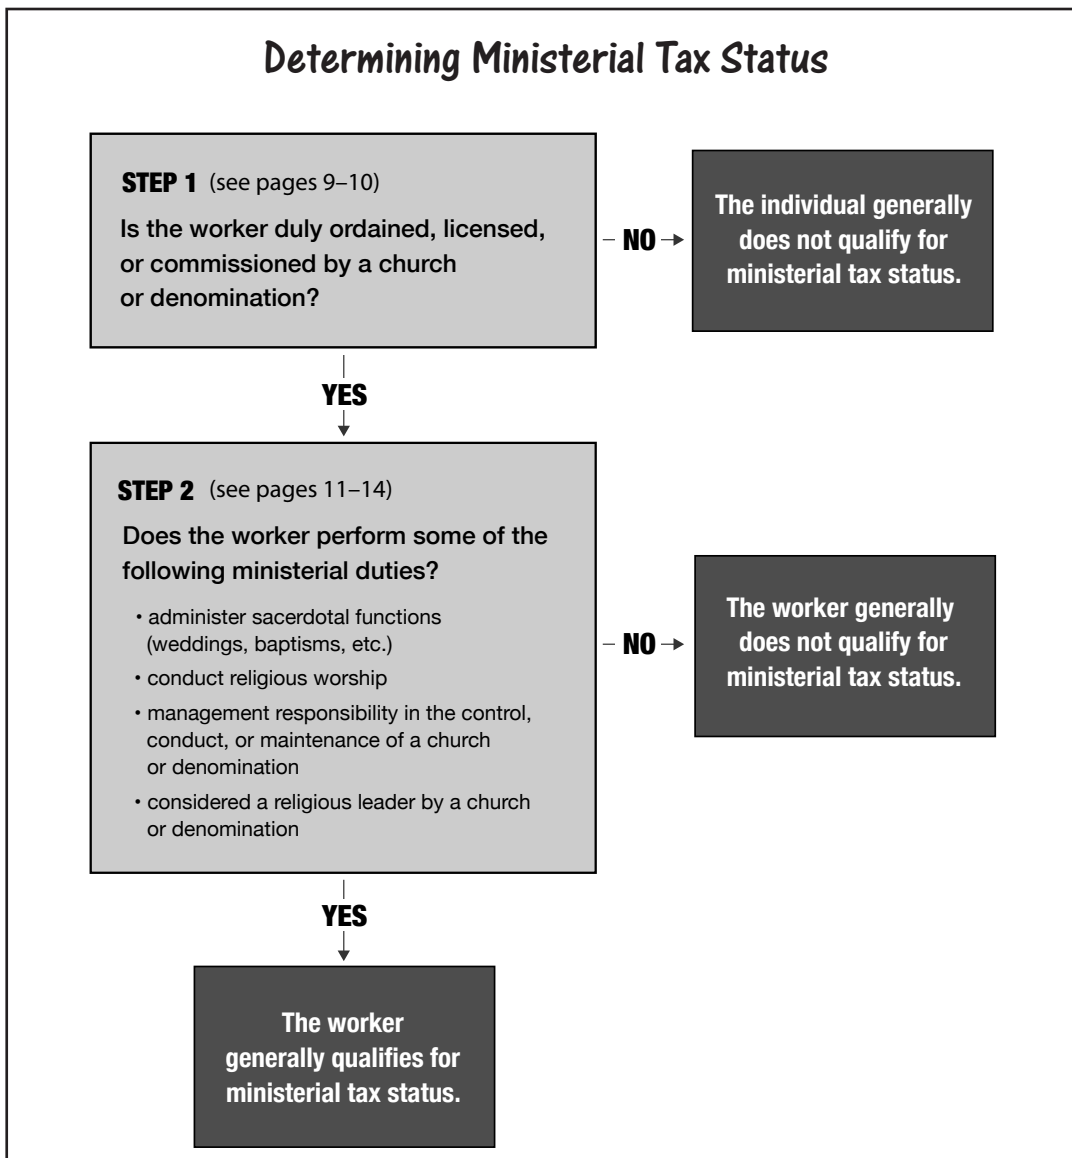 Determining Ministerial Tax Status
STEP 1 (see pages 9–10)
Is the worker duly ordained, licensed,
or commissioned by a church
or denomination?
NO
The individual generally
does not qualify for
ministerial tax status.
YES
STEP 2 (see pages 11–14)
Does the worker perform some of the
following ministerial duties?
• administer sacerdotal functions
(weddings, baptisms, etc.)
• conduct religious worship
• management responsibility in the control,
conduct, or maintenance of a church
or denomination
• considered a religious leader by a church
or denomination
NO
The worker generally
does not qualify for
ministerial tax status.
YES
The worker
generally qualifies for
ministerial tax status.